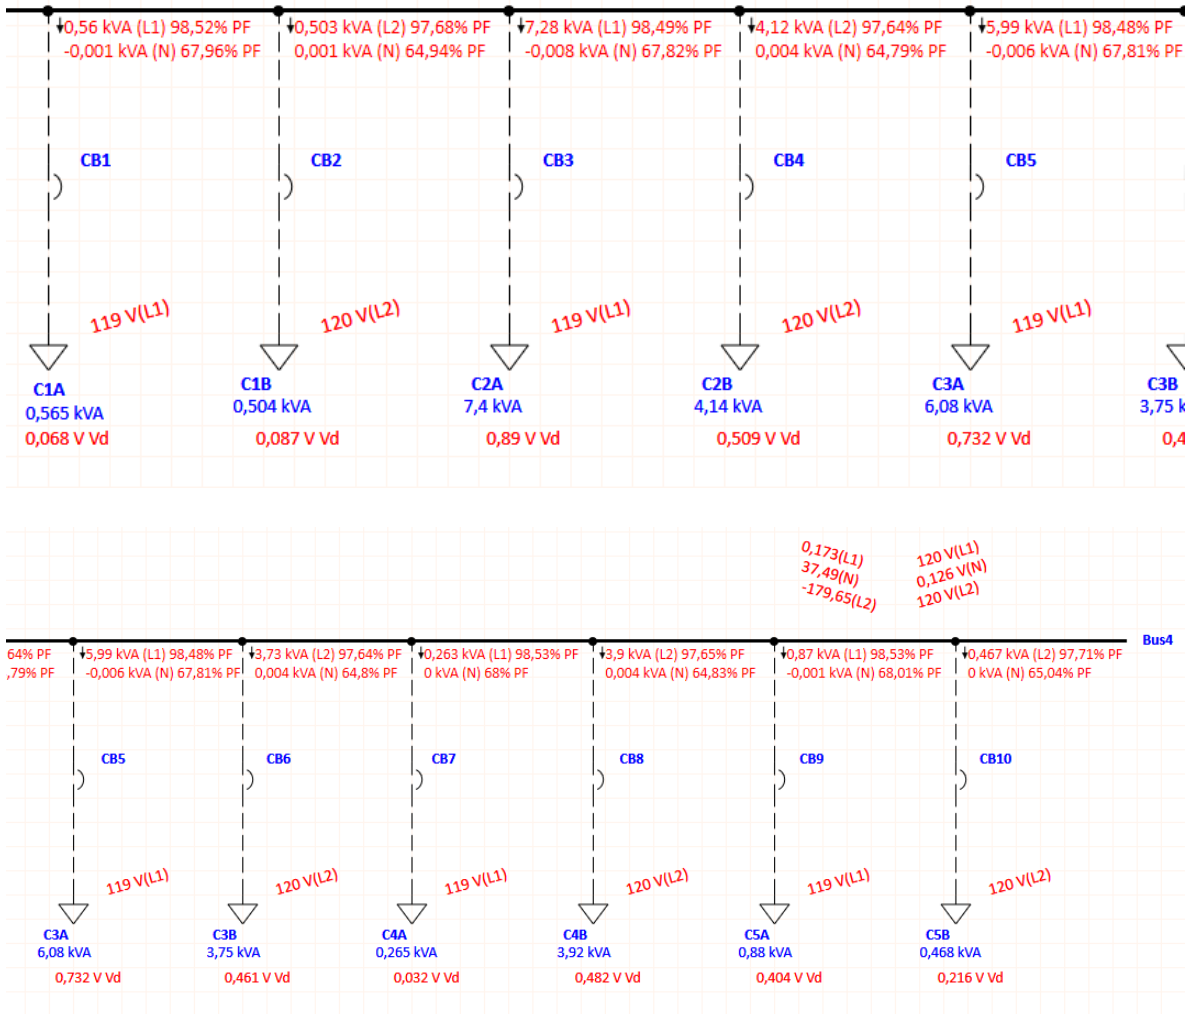 0,56 kVA (L1) 98,52% PF
-0,001 kVA (N) 67,96% PF
0,503 kVA (L2) 97,68% PF
0,001 kVA (N) 64,94% PF
7,28 kVA (L1) 98,49% PF
-0,008 kVA (N) 67,82% PF
4,12 kVA (L2) 97,64% PF
0,004 kVA (N) 64,79% PF
5,99 kVA (L1) 98,48% PF
-0,006 kVA (N) 67,81% PF
CB1
CB2
CB3
CB4
CB5
119 V(L1)
120 V(L2)
119 V(L1)
120 V(L2)
119 V(L1)
C1A
0,565 kVA
0,068 V Vd
C1B
0,504 kVA
0,087 V Vd
C2A
7,4 kVA
0,89 V Vd
C2B
4,14 kVA
0,509 V Vd
C3A
6,08 kVA
0,732 V Vd
C3B
3,75 k
0,4
0,173(L1)
37,49(N)
-179,65(L2)
120 V(L1)
0,126 V(N)
120 V(L2)
Bus4
64% PF
,79% PF
5,99 kVA (L1) 98,48% PF
-0,006 kVA (N) 67,81% PF
3,73 kVA (L2) 97,64% PF
0,004 kVA (N) 64,8% PF
0,263 kVA (L1) 98,53% PF
0 kVA (N) 68% PF
3,9 kVA (L2) 97,65% PF
0,004 kVA (N) 64,83% PF
0,87 kVA (L1) 98,53% PF
-0,001 kVA (N) 68,01% PF
0,467 kVA (L2) 97,71% PF
0 kVA (N) 65,04% PF
CB5
CB6
CB7
CB8
CB9
CB10
119 V(L1)
120 V(L2)
119 V(L1)
120 V(L2)
119 V(L1)
120 V(L2)
C3A
6,08 kVA
0,732 V Vd
C3B
3,75 kVA
0,461 V Vd
C4A
0,265 kVA
0,032 V Vd
C4B
3,92 kVA
0,482 V Vd
C5A
0,88 kVA
0,404 V Vd
C5B
0,468 kVA
0,216 V Vd